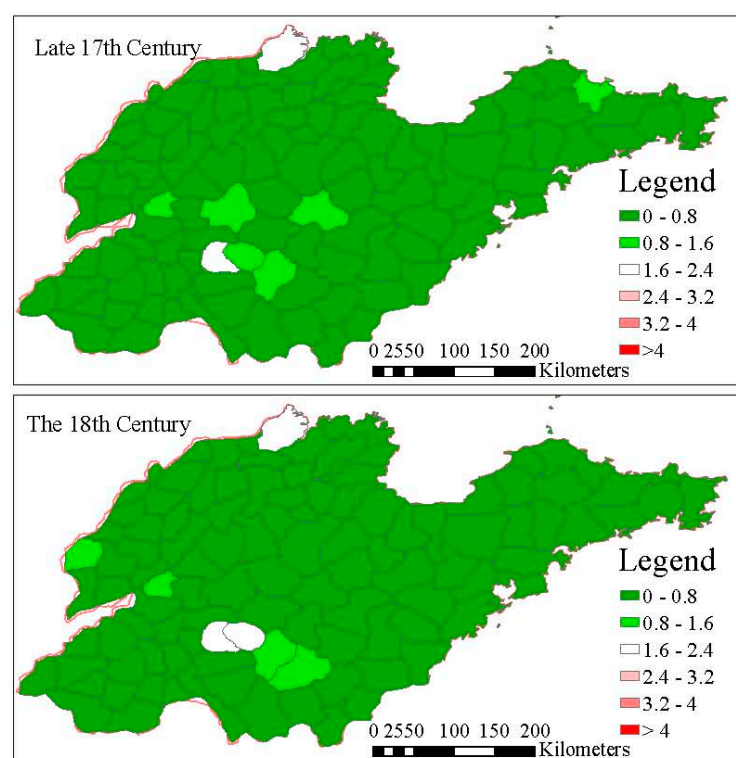 Late 17th Century
Legend
0 - 0.8
0.8 - 1.6
1.6 - 2.4
2.4 - 3.2
3.2 - 4
>4
0 2550 100 150 200
Kilometers
The 18th Century
Legend
0 - 0.8
0.8 - 1.6
1.6 - 2.4
2.4 - 3.2
3.2 - 4
> 4
0 2550 100 150 200
Kilometers